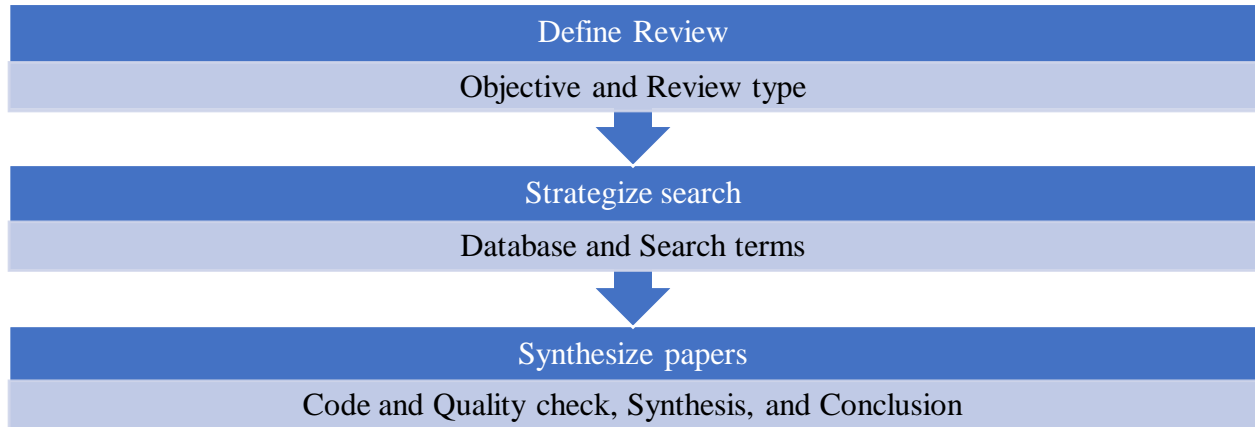 Define Review
Objective and Review type
Strategize search
Database and Search terms
Synthesize papers
Code and Quality check, Synthesis, and Conclusion